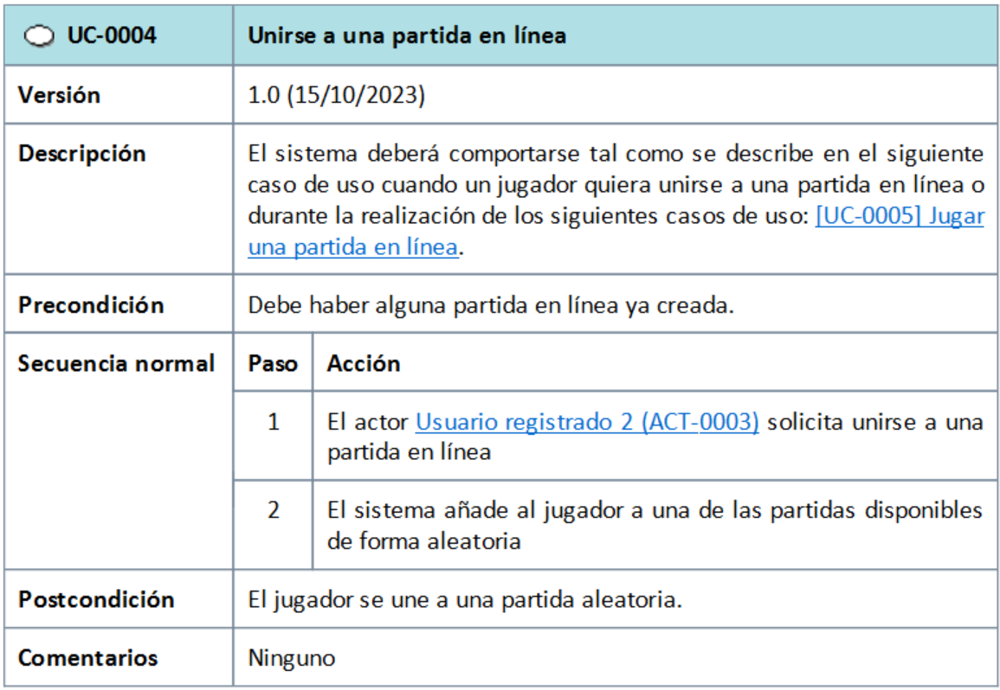 UC-0004 Unirse a una partida en línea
Versión 1.0 (15/10/2023)
Descripción El sistema deberá comportarse tal como se describe en el siguiente
caso de uso cuando un jugador quiera unirse a una partida en línea o
durante la realización de los siguientes casos de uso: [UC-0005] Jugar
una partida en línea.
Precondición Debe haber alguna partida en línea ya creada.
Secuencia normal Paso Acción
1 El actor Usuario registrado 2 (ACT-0003) solicita unirse a una
partida en línea
2 El sistema añade al jugador a una de las partidas disponibles
de forma aleatoria
Postcondición El jugador se une a una partida aleatoria.
Comentarios Ninguno